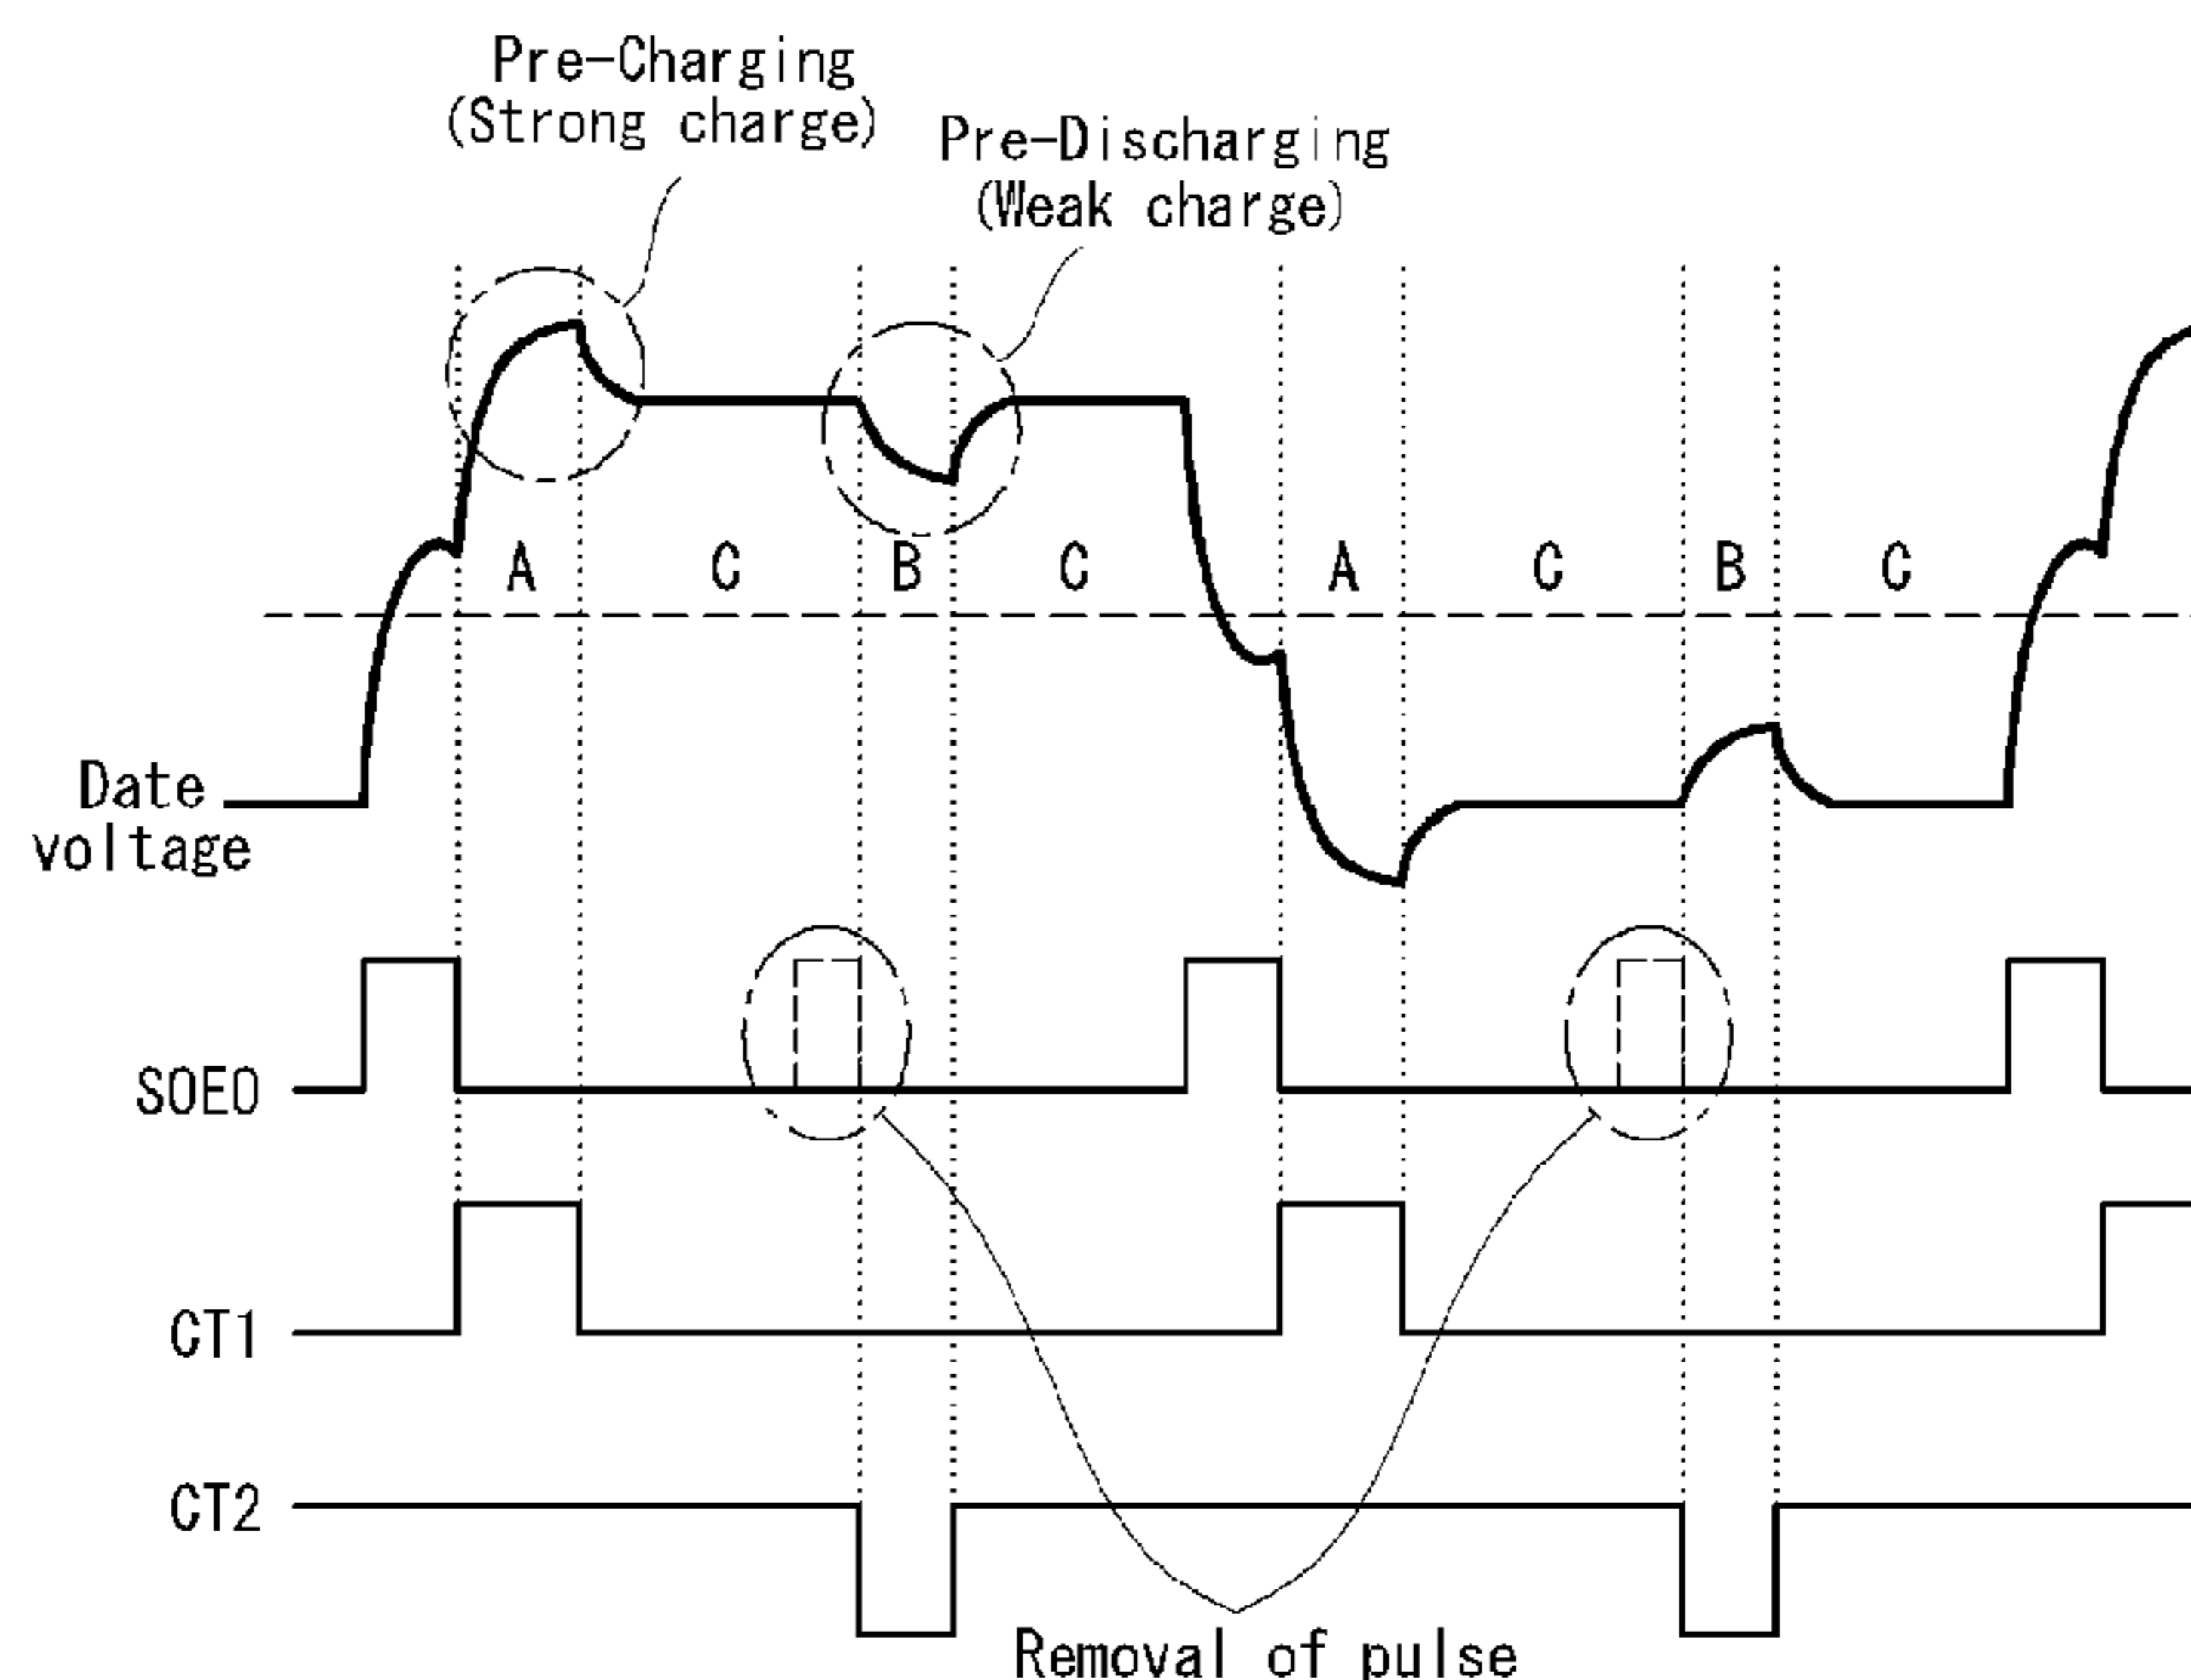 Pre-Charging
(Strong charge)
Pre-Discharging
(Weak charge)
A C B C A C B C
Date
voltage
SOE0
CT1
CT2
Removal of pulse